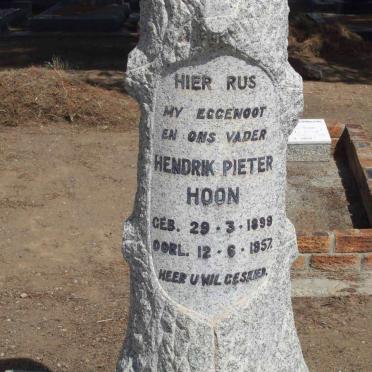 HIER RUS
MY EGGENOOT
EN ONS VADER
HENDRIK PIETER
HOON
GEB. 29·3·1899
OORL. 12·6·1957.
HEER U WIL GESKIED.